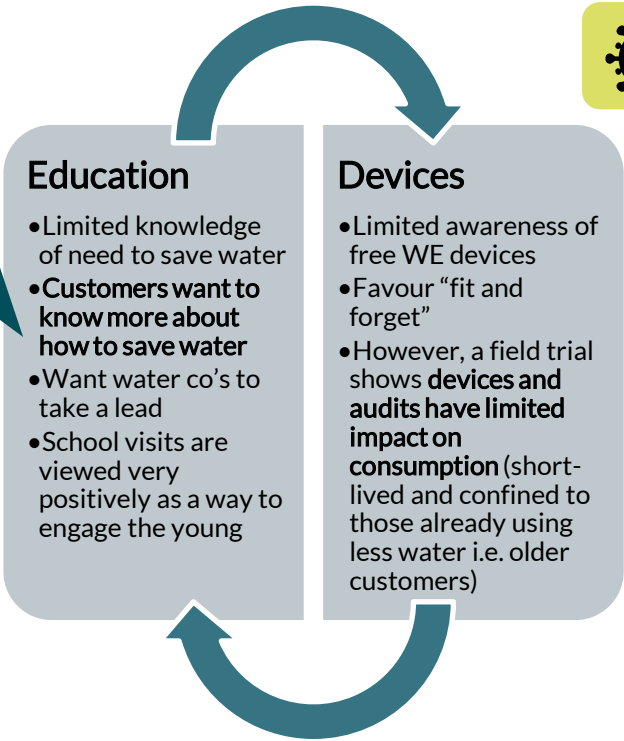 Education
•Limited knowledge
of need to save water
•Customers want to
know more about
how to save water
•Want water co's to
take a lead
•School visits are
viewed very
positively as a way to
engage the young
Devices
•Limited awareness of
free WE devices
•Favour “fit and
forget”
•However, a field trial
shows devices and
audits have limited
impact on
consumption (short-
lived and confined to
those already using
less water i.e. older
customers)